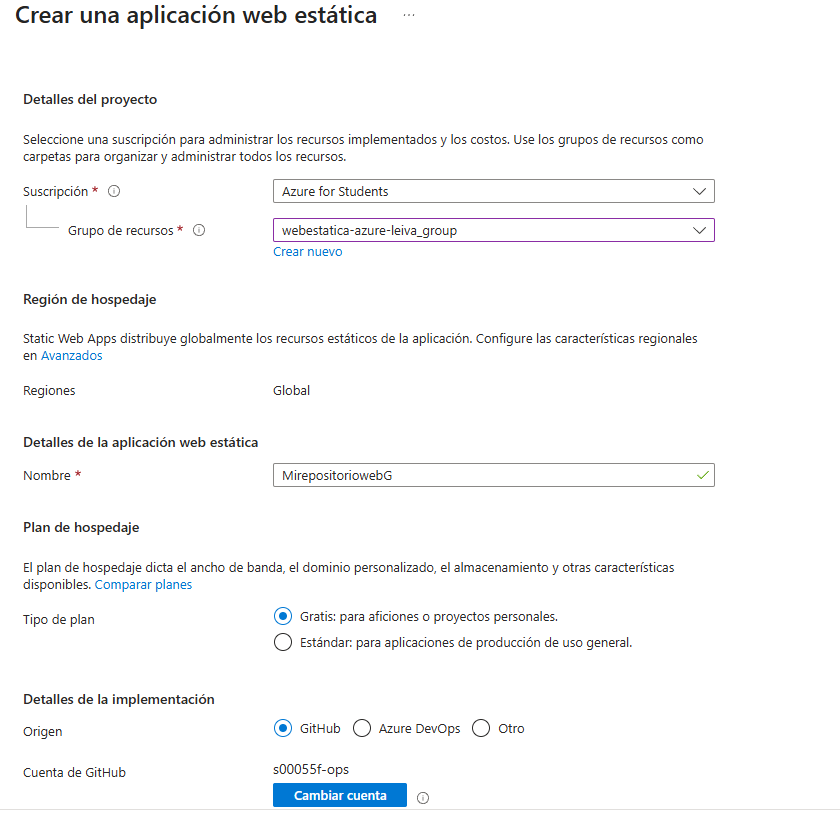 Crear una aplicación web estática ...
Detalles del proyecto
Seleccione una suscripción para administrar los recursos implementados y los costos. Use los grupos de recursos como
carpetas para organizar y administrar todos los recursos.
Suscripción *
Azure for Students
Grupo de recursos *
webestatica-azure-leiva_group
Crear nuevo
Región de hospedaje
Static Web Apps distribuye globalmente los recursos estáticos de la aplicación. Configure las características regionales
en Avanzados
Regiones
Global
Detalles de la aplicación web estática
Nombre *
MirepositoriowebG
Plan de hospedaje
El plan de hospedaje dicta el ancho de banda, el dominio personalizado, el almacenamiento y otras características
disponibles. Comparar planes
Tipo de plan
Gratis: para aficiones o proyectos personales.
Estándar: para aplicaciones de producción de uso general.
Detalles de la implementación
Origen
GitHub Azure DevOps Otro
Cuenta de GitHub
s00055f-ops
Cambiar cuenta